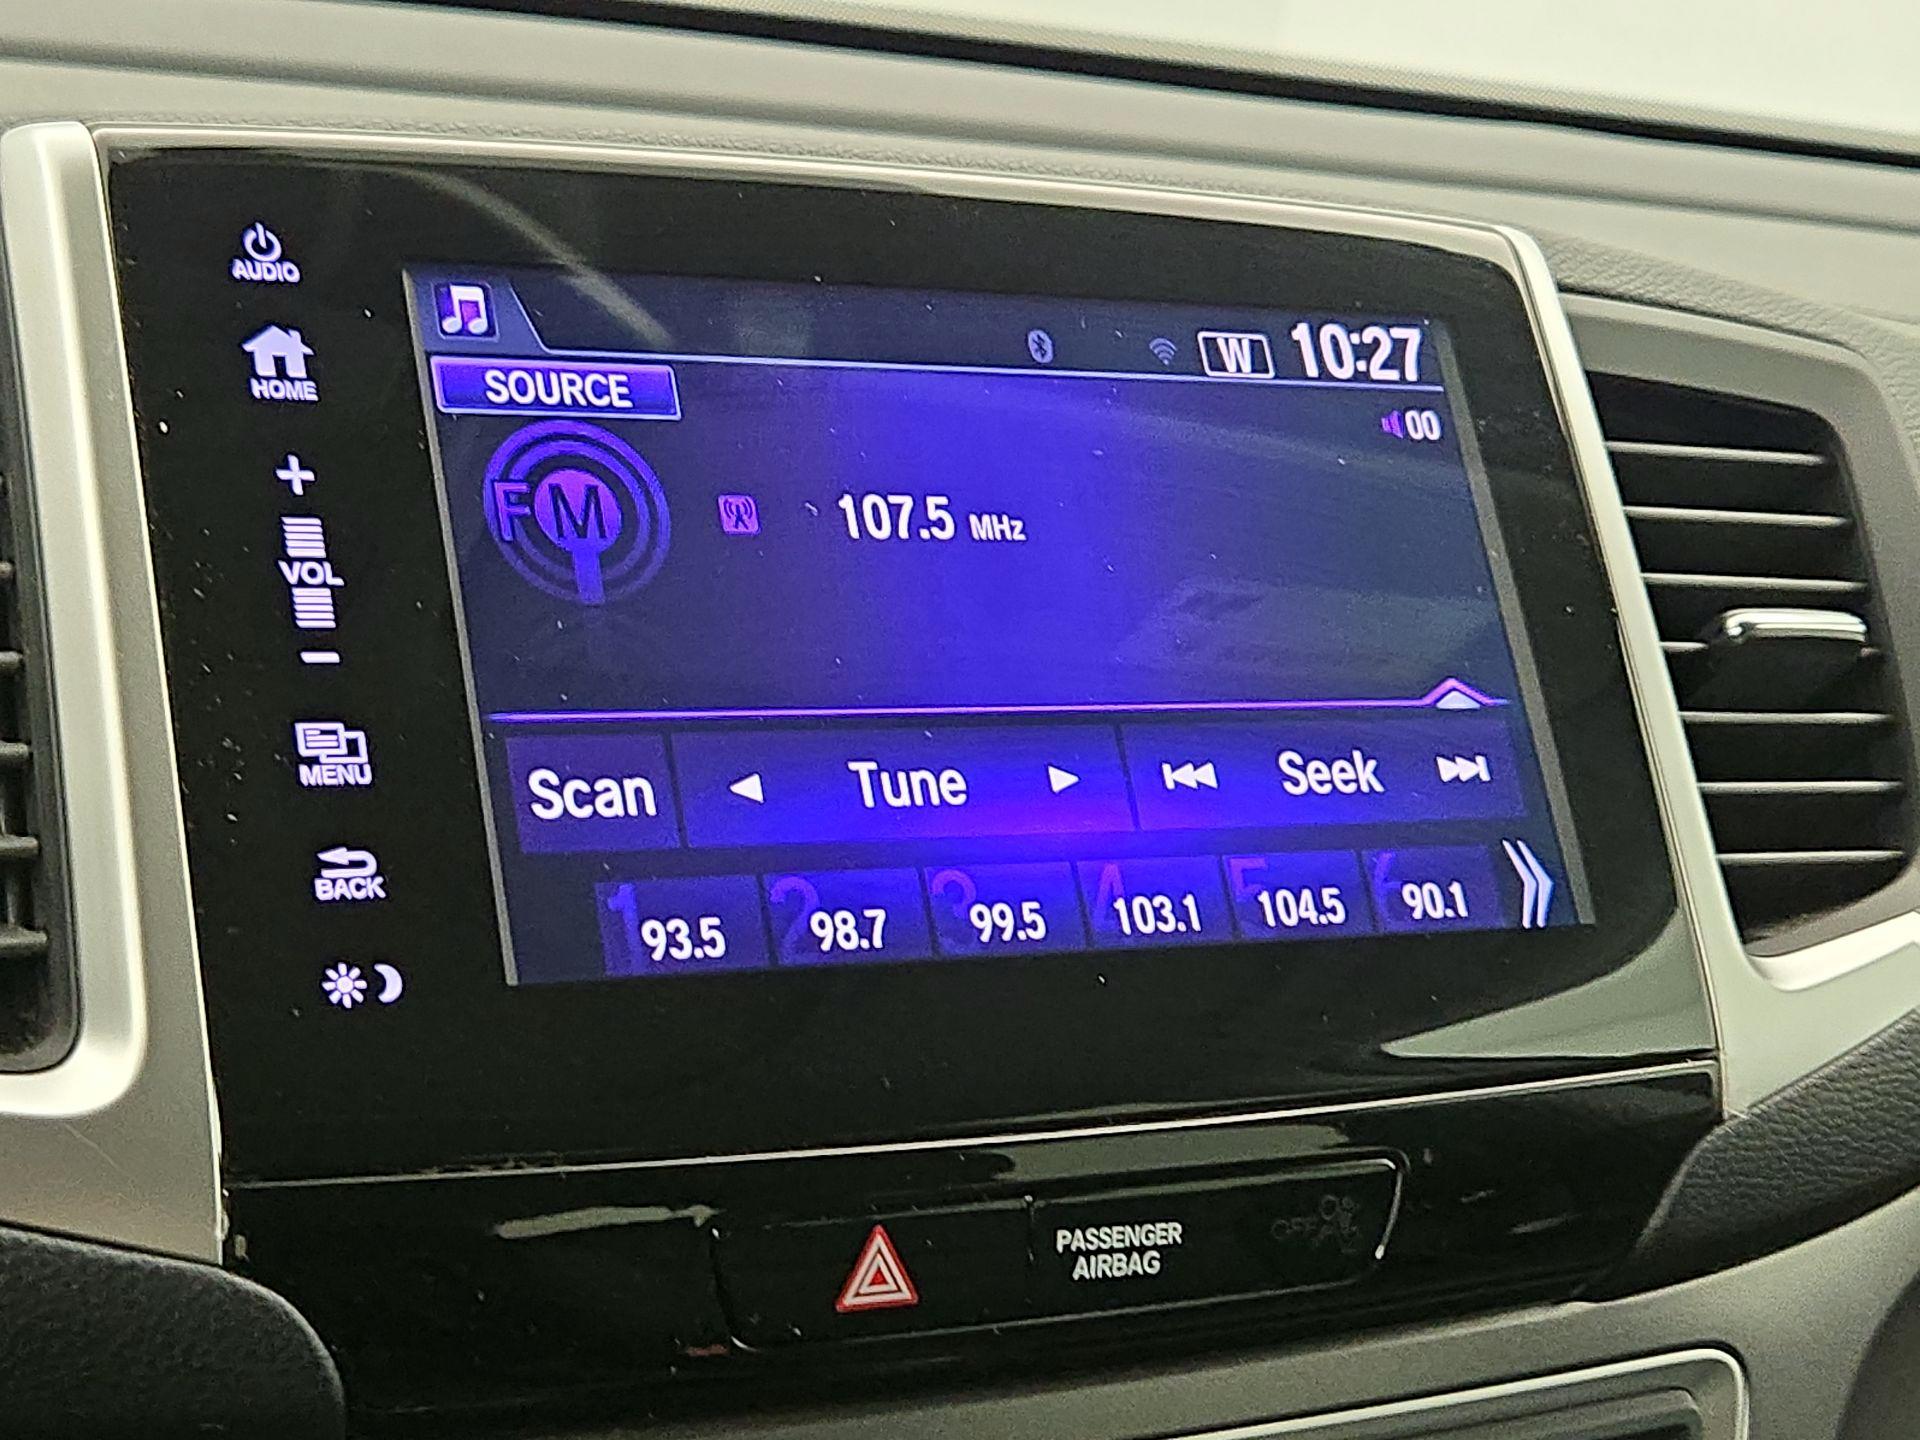 AUDIO
HOME
+
VOL
−
MENU
BACK
W 10:27
SOURCE
00
FM
107.5 MHz
Scan
Tune
Seek
1 93.5
2 98.7
3 99.5
4 103.1
5 104.5
6 90.1
PASSENGER
AIRBAG
OFF